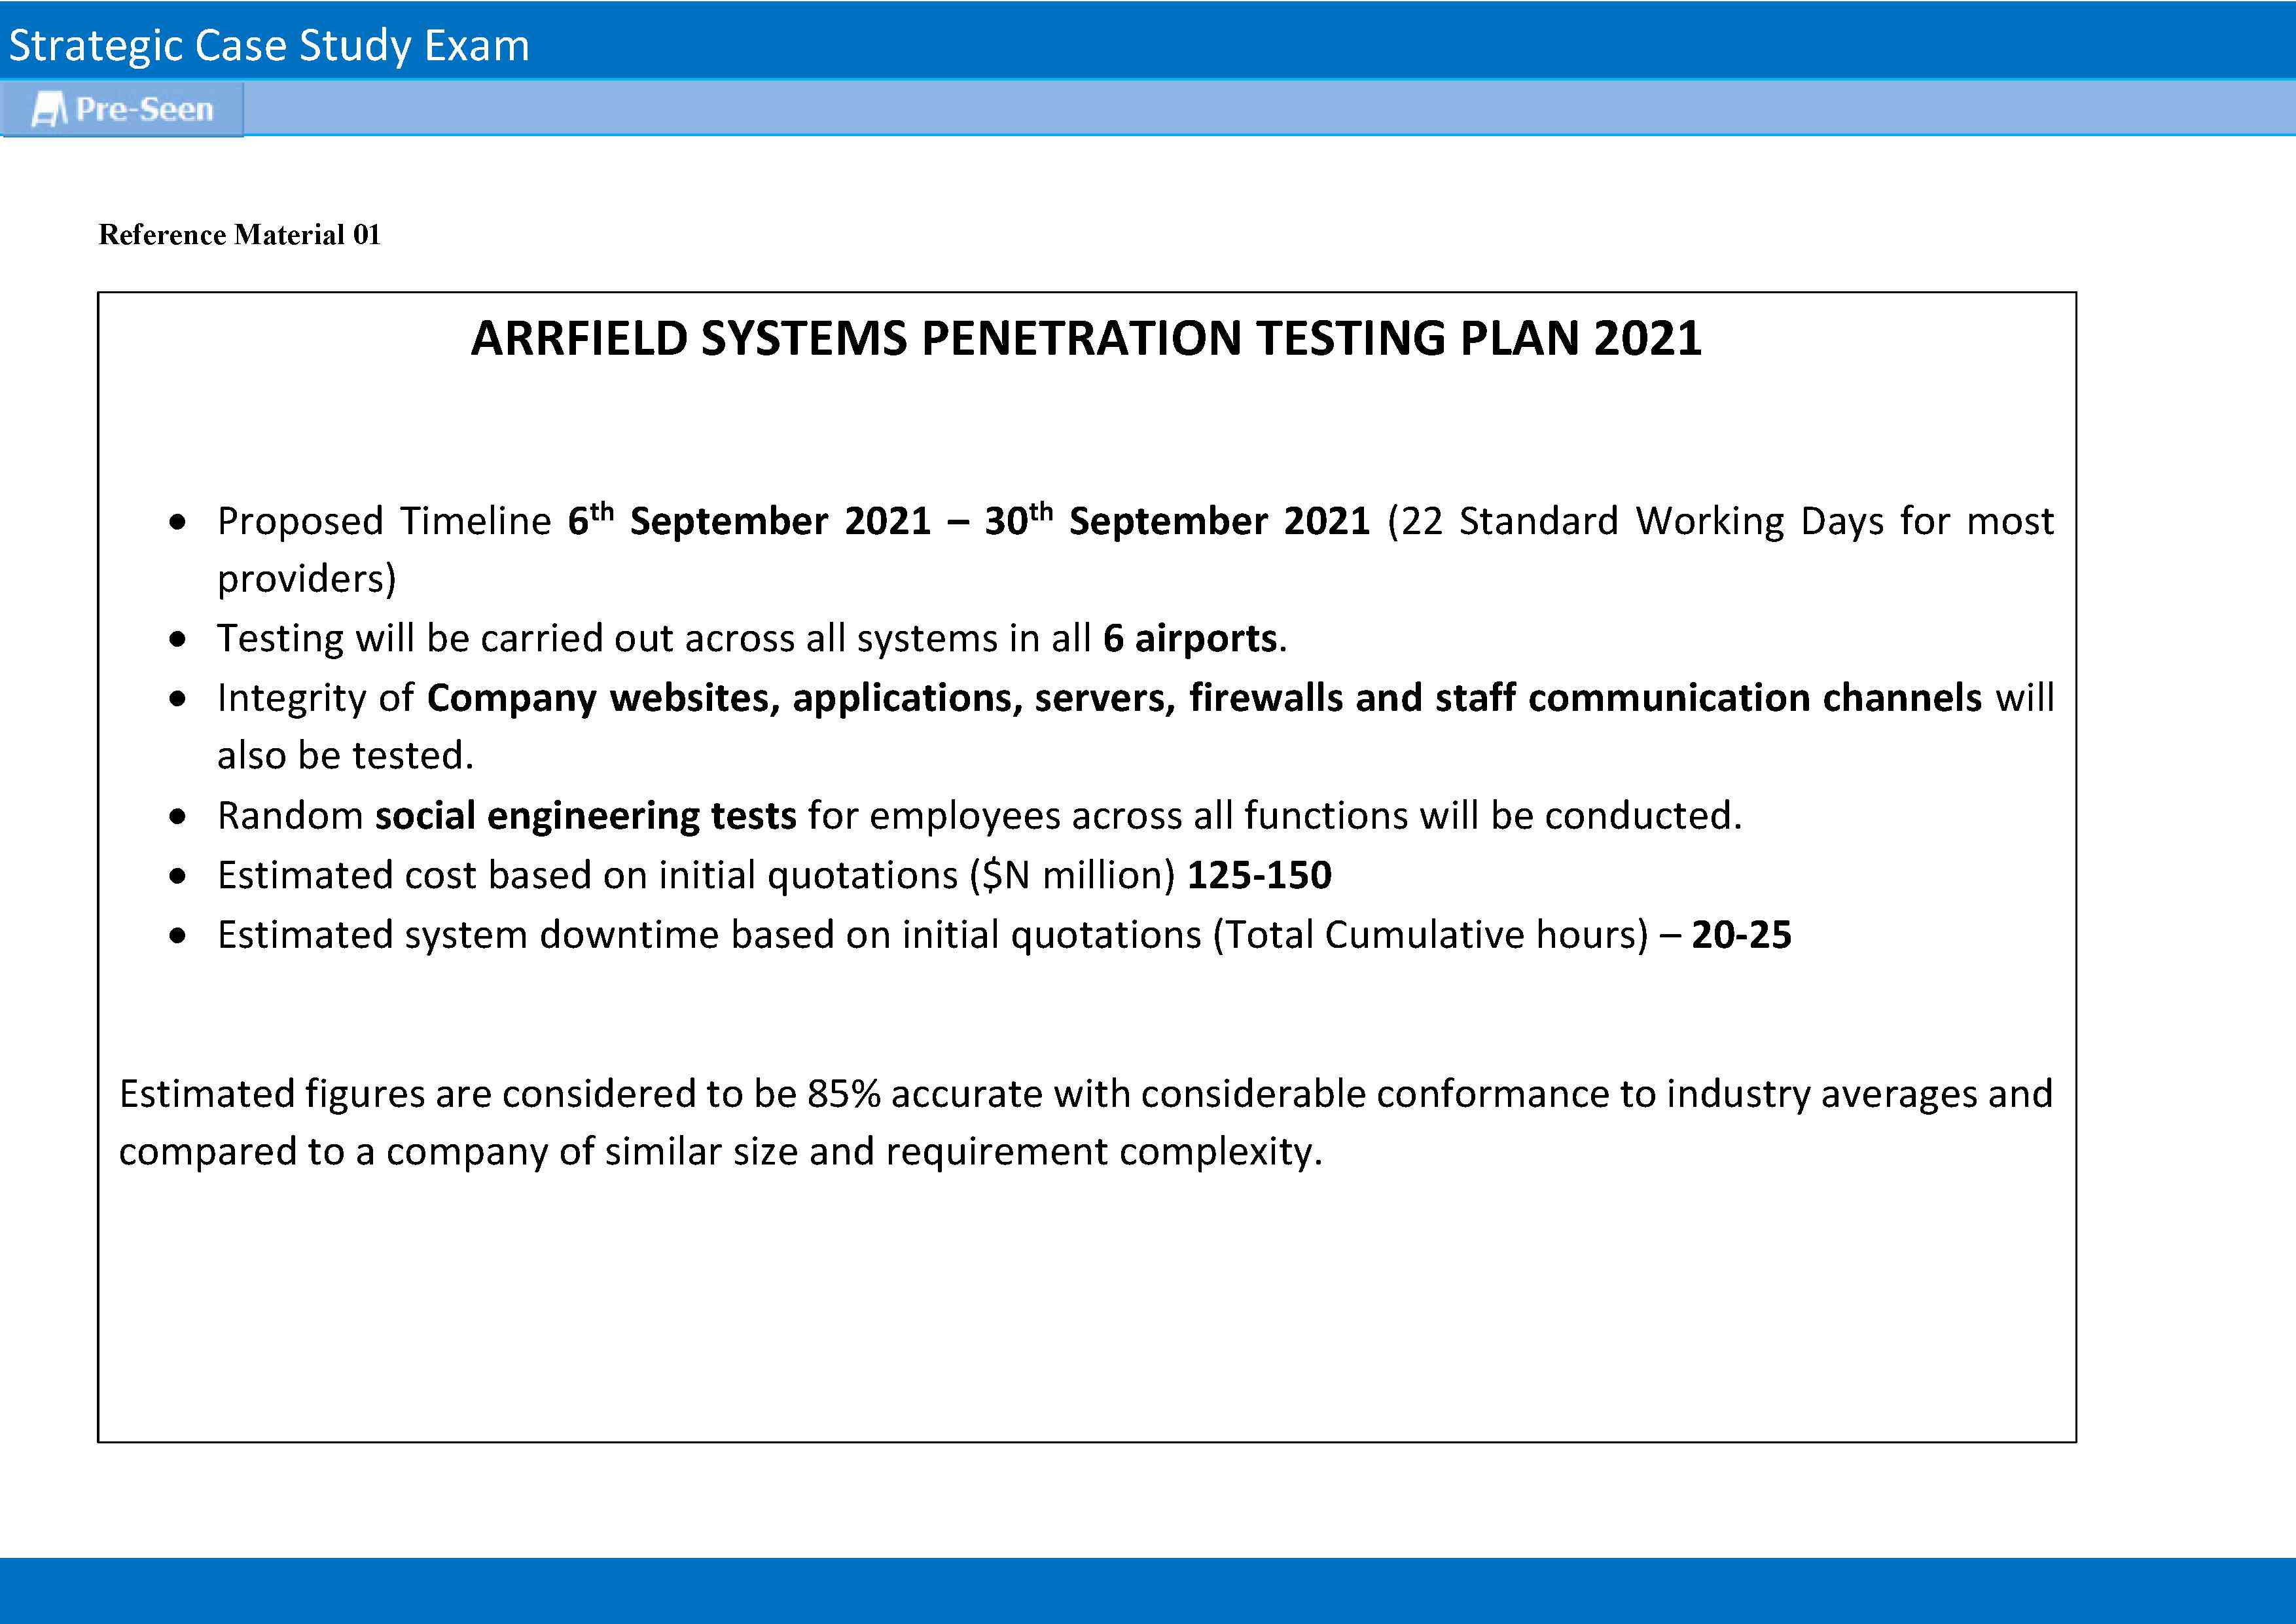 Strategic Case Study Exam
Pre-Seen
Reference Material 01
ARRFIELD SYSTEMS PENETRATION TESTING PLAN 2021
• Proposed Timeline 6th September 2021 – 30th September 2021 (22 Standard Working Days for most
providers)
• Testing will be carried out across all systems in all 6 airports.
• Integrity of Company websites, applications, servers, firewalls and staff communication channels will
also be tested.
• Random social engineering tests for employees across all functions will be conducted.
• Estimated cost based on initial quotations ($N million) 125-150
• Estimated system downtime based on initial quotations (Total Cumulative hours) – 20-25
Estimated figures are considered to be 85% accurate with considerable conformance to industry averages and
compared to a company of similar size and requirement complexity.